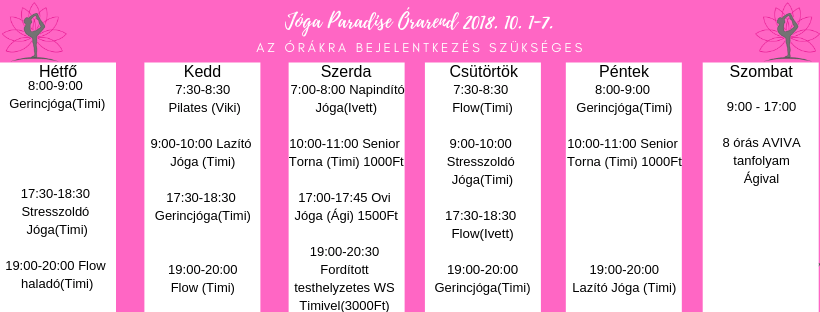 Jóga Paradise Órarend 2018. 10. 1-7.
AZ ÓRÁKRA BEJELENTKEZÉS SZÜKSÉGES
Hétfő
8:00-9:00
Gerincjóga(Timi)
17:30-18:30
Stresszoldó
Jóga(Timi)
19:00-20:00 Flow
haladó(Timi)
Kedd
7:30-8:30
Pilates (Viki)
9:00-10:00 Lazító
Jóga (Timi)
17:30-18:30
Gerincjóga(Timi)
19:00-20:00
Flow (Timi)
Szerda
7:00-8:00 Napindító
Jóga(Ivett)
10:00-11:00 Senior
Torna (Timi) 1000Ft
17:00-17:45 Ovi
Jóga (Ági) 1500Ft
19:00-20:30
Fordított
testhelyzetes WS
Timivel(3000Ft)
Csütörtök
7:30-8:30
Flow(Timi)
9:00-10:00
Stresszoldó
Jóga(Timi)
17:30-18:30
Flow(Ivett)
19:00-20:00
Gerincjóga(Timi)
Péntek
8:00-9:00
Gerincjóga(Timi)
10:00-11:00 Senior
Torna (Timi) 1000Ft
19:00-20:00
Lazító Jóga (Timi)
Szombat
9:00 - 17:00
8 órás AVIVA
tanfolyam
Ágival